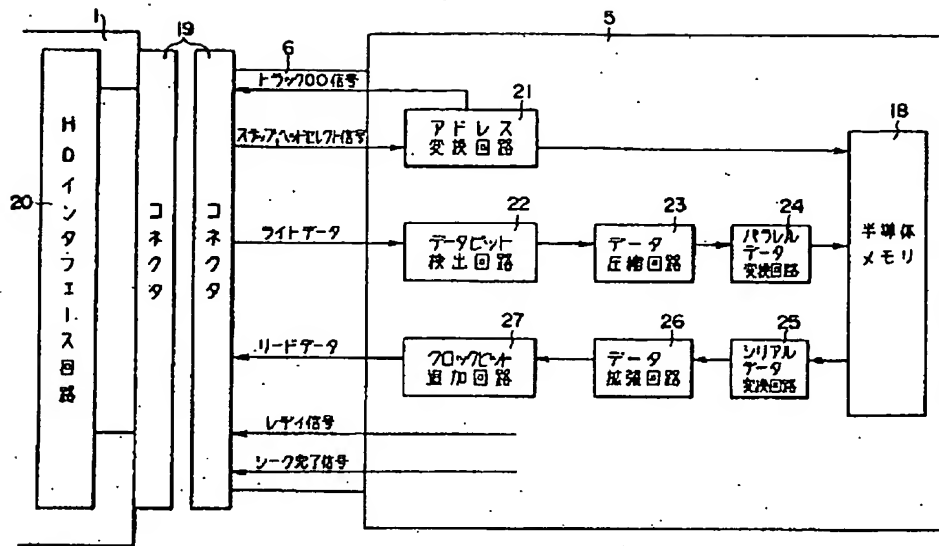 1
19
6
5
トラック00信号
21
18
HDインタフェース回路
コネクタ
コネクタ
アドレス
変換回路
ステップ,ヘッドセレクト信号
20
22
23
24
ライトデータ
データビット
検出回路
データ
圧縮回路
パラレル
データ
変換回路
半導体
メモリ
27
26
25
リードデータ
クロックビット
追加回路
データ
拡張回路
シリアル
データ
変換回路
レディ信号
シーク完了信号